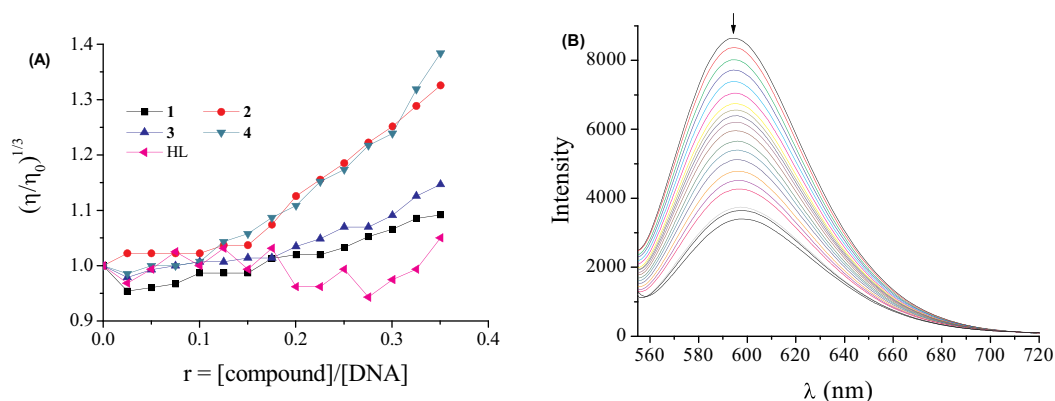 (A)
(η/η0)1/3
1.4
1.3
1.2
1.1
1.0
0.9
1 2
3 4
HL
0.0 0.1 0.2 0.3 0.4
r = [compound]/[DNA]
(B)
Intensity
8000
6000
4000
2000
0
560 580 600 620 640 660 680 700 720
λ (nm)